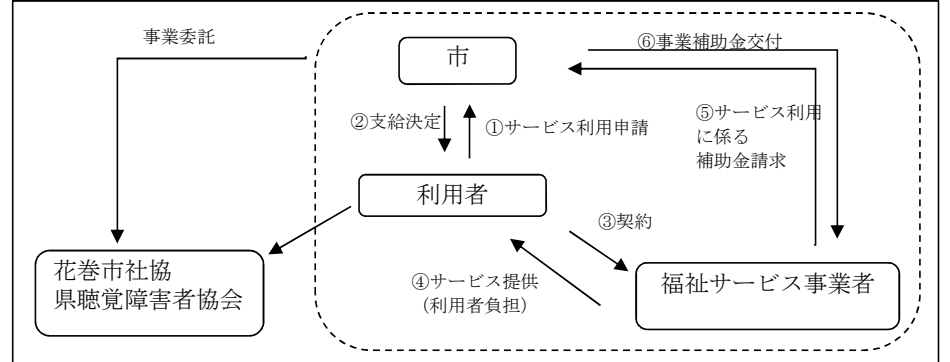 事業委託
市
⑥事業補助金交付
②支給決定
①サービス利用申請
⑤サービス利用
に係る
補助金請求
利用者
③契約
花巻市社協
県聴覚障害者協会
④サービス提供
(利用者負担)
福祉サービス事業者